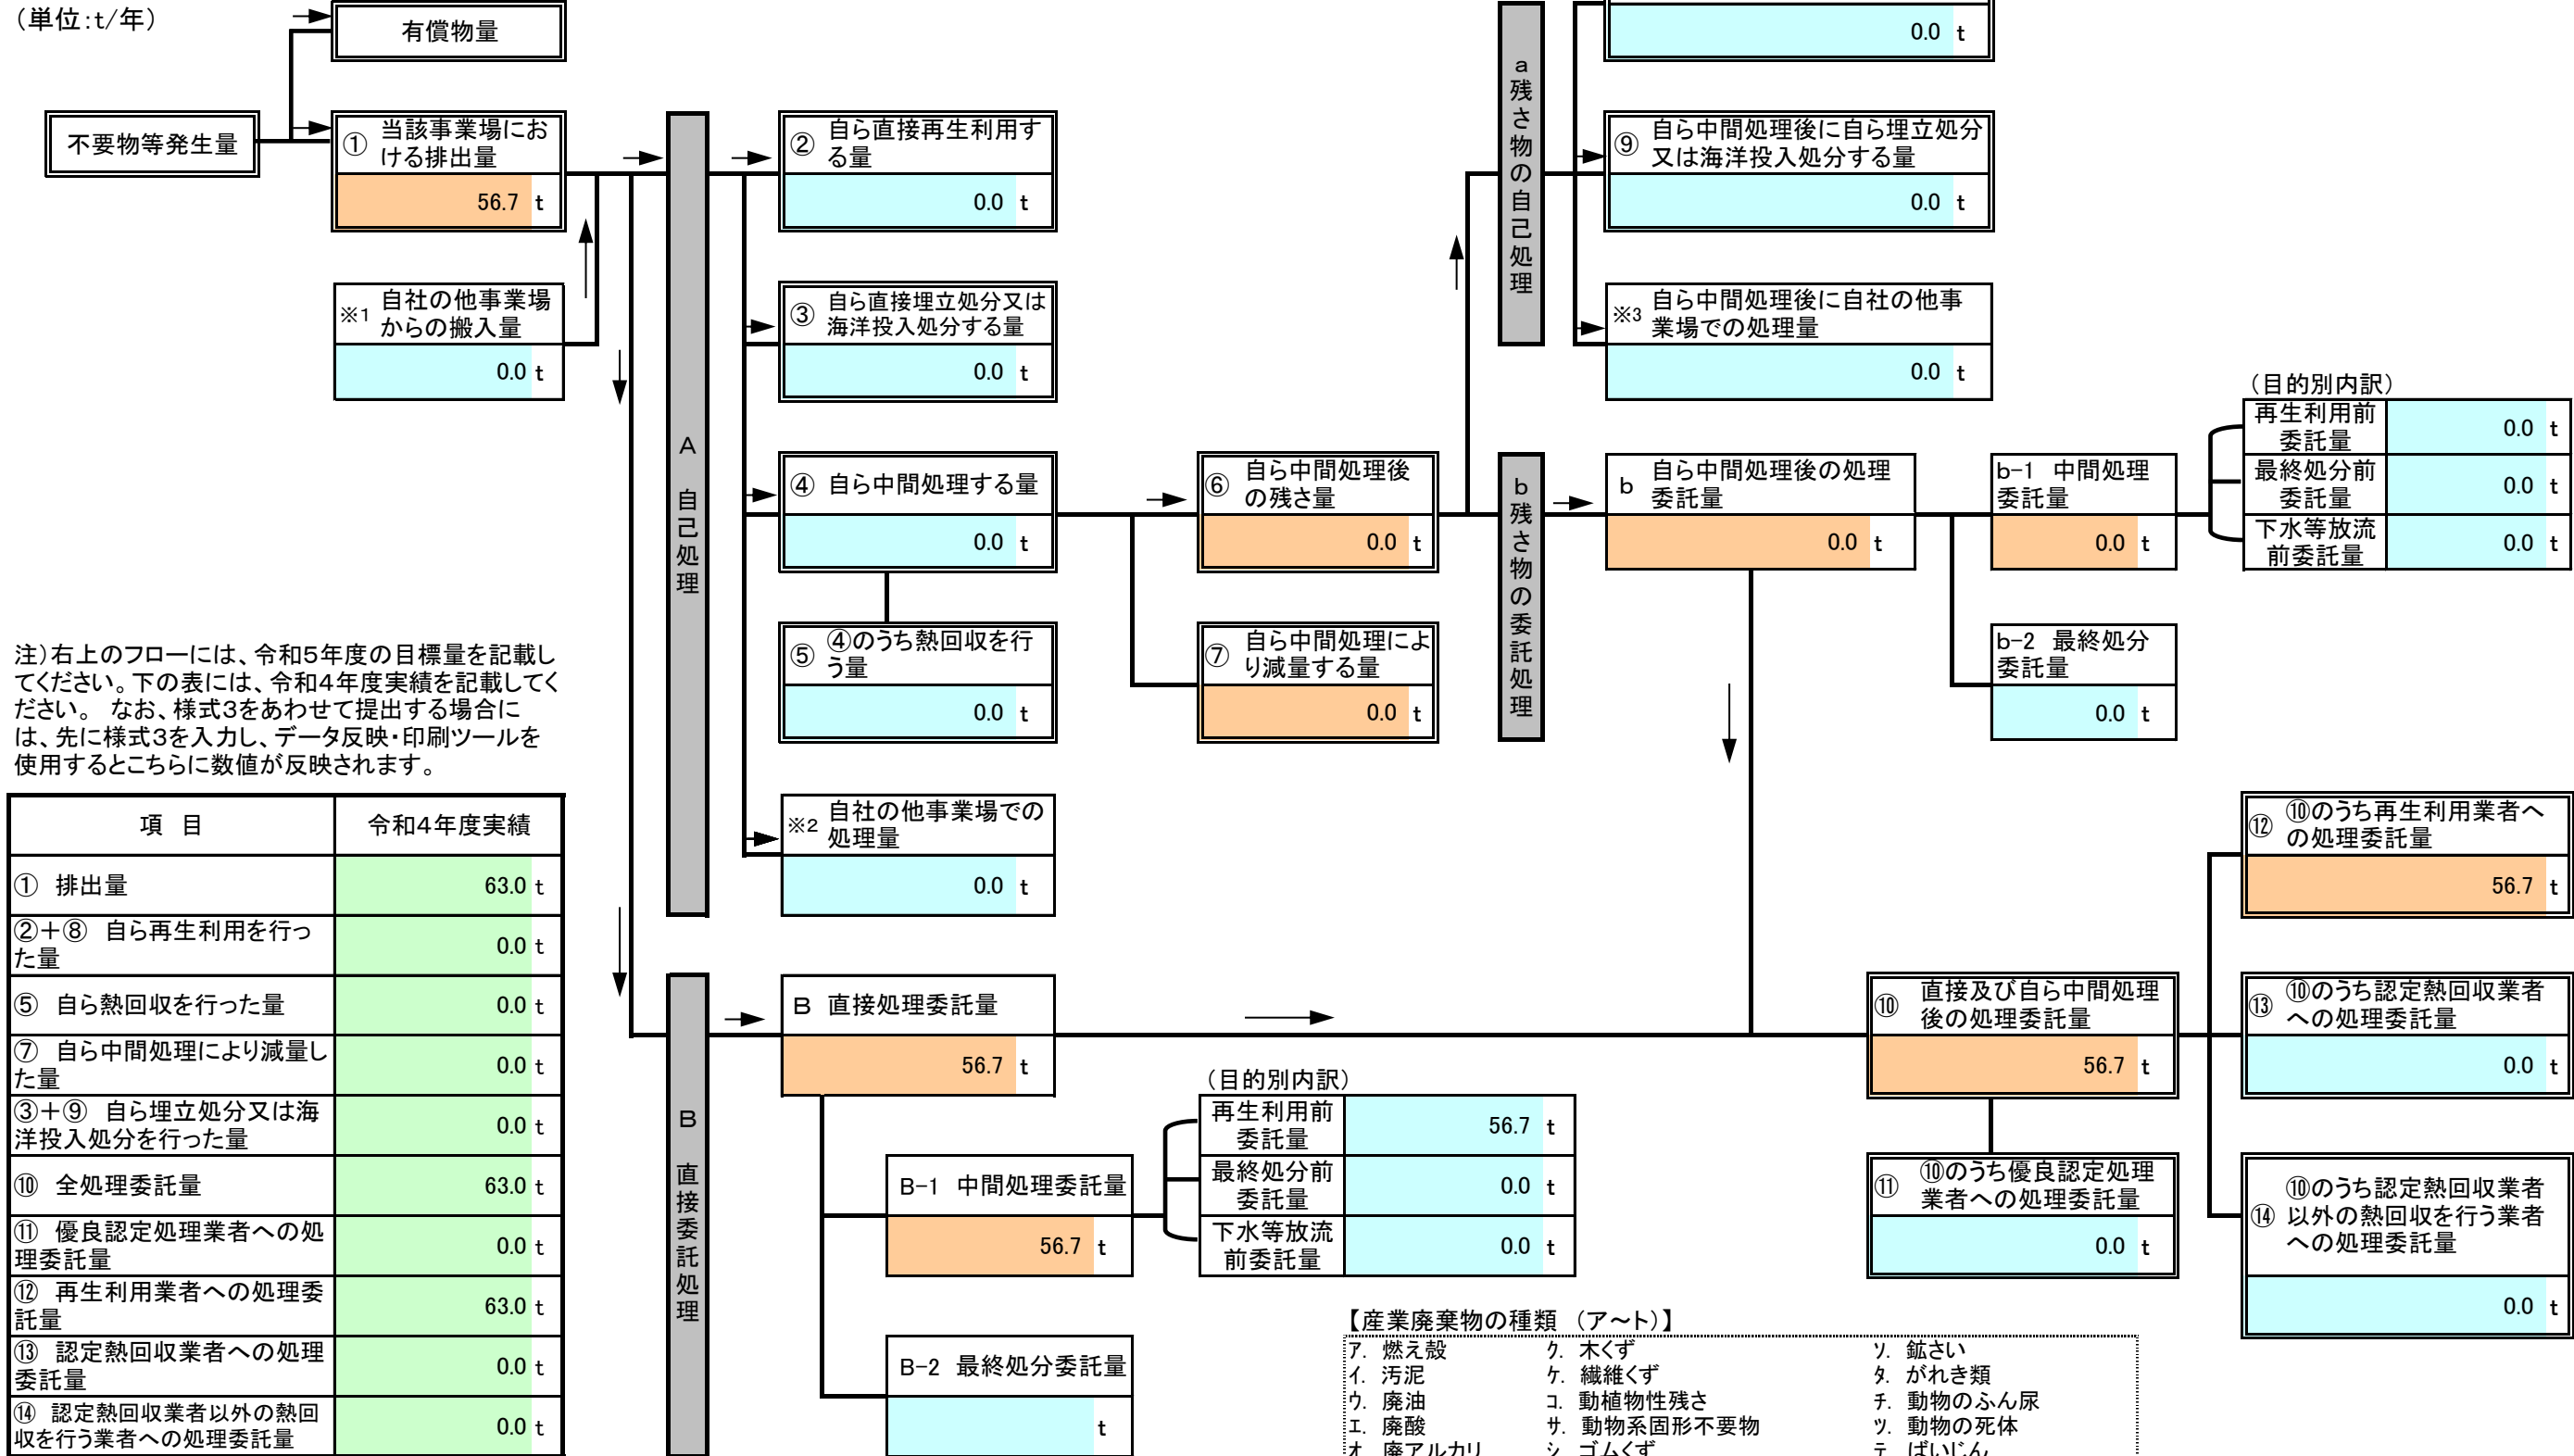 （単位：t/年）
有償物量
不要物等発生量
① 当該事業場にお
ける排出量
56.7 t
※1 自社の他事業場
からの搬入量
0.0 t
A 自己処理
② 自ら直接再生利用す
る量
0.0 t
③ 自ら直接埋立処分又は
海洋投入処分する量
0.0 t
④ 自ら中間処理する量
0.0 t
⑤ ④のうち熱回収を行
う量
0.0 t
※2 自社の他事業場での
処理量
0.0 t
⑥ 自ら中間処理後
の残さ量
0.0 t
⑦ 自ら中間処理によ
り減量する量
0.0 t
a 残さ物の自己処理
0.0 t
⑨ 自ら中間処理後に自ら埋立処分
又は海洋投入処分する量
0.0 t
※3 自ら中間処理後に自社の他事
業場での処理量
0.0 t
b 残さ物の委託処理
b 自ら中間処理後の処理
委託量
0.0 t
b-1 中間処理
委託量
0.0 t
b-2 最終処分
委託量
0.0 t
（目的別内訳）
再生利用前
委託量
0.0 t
最終処分前
委託量
0.0 t
下水等放流
前委託量
0.0 t
注）右上のフローには、令和5年度の目標量を記載し
てください。下の表には、令和4年度実績を記載してく
ださい。 なお、様式3をあわせて提出する場合に
は、先に様式3を入力し、データ反映・印刷ツールを
使用するとこちらに数値が反映されます。
項 目 令和4年度実績
① 排出量 63.0 t
②＋⑧ 自ら再生利用を行っ
た量 0.0 t
⑤ 自ら熱回収を行った量 0.0 t
⑦ 自ら中間処理により減量し
た量 0.0 t
③＋⑨ 自ら埋立処分又は海
洋投入処分を行った量 0.0 t
⑩ 全処理委託量 63.0 t
⑪ 優良認定処理業者への処
理委託量 0.0 t
⑫ 再生利用業者への処理委
託量 63.0 t
⑬ 認定熱回収業者への処理
委託量 0.0 t
⑭ 認定熱回収業者以外の熱回
収を行う業者への処理委託量 0.0 t
B 直接委託処理
B 直接処理委託量
56.7 t
B-1 中間処理委託量
56.7 t
B-2 最終処分委託量
t
（目的別内訳）
再生利用前
委託量
56.7 t
最終処分前
委託量
0.0 t
下水等放流
前委託量
0.0 t
⑩ 直接及び自ら中間処理
後の処理委託量
56.7 t
⑪ ⑩のうち優良認定処理
業者への処理委託量
0.0 t
⑫ ⑩のうち再生利用業者へ
の処理委託量
56.7 t
⑬ ⑩のうち認定熱回収業者
への処理委託量
0.0 t
⑭ ⑩のうち認定熱回収業者
以外の熱回収を行う業者
への処理委託量
0.0 t
【産業廃棄物の種類 （ア～ト）】
ア. 燃え殻 ク. 木くず ソ. 鉱さい
イ. 汚泥 ケ. 繊維くず タ. がれき類
ウ. 廃油 コ. 動植物性残さ チ. 動物のふん尿
エ. 廃酸 サ. 動物系固形不要物 ツ. 動物の死体
オ. 廃アルカリ シ. ゴムくず テ. ばいじん